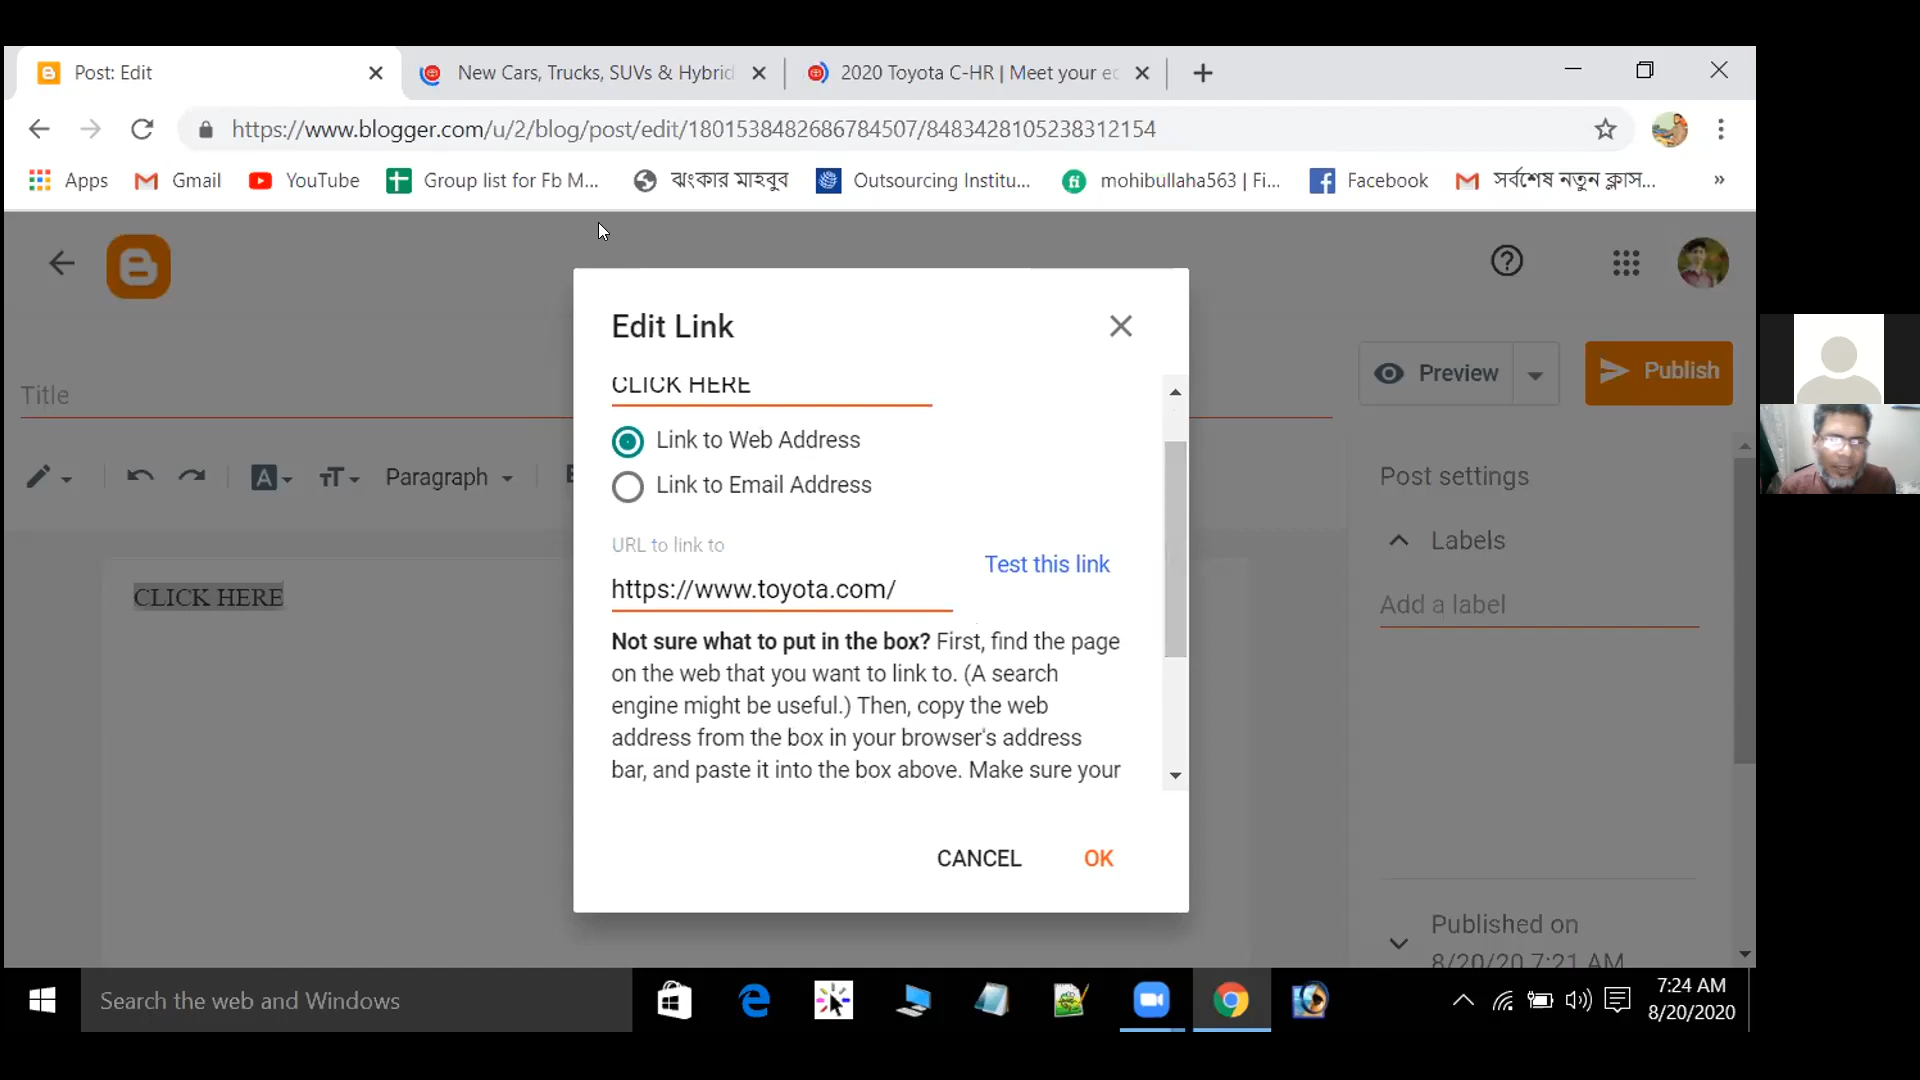 Post: Edit
New Cars, Trucks, SUVs & Hybrid
2020 Toyota C-HR | Meet your ec
https://www.blogger.com/u/2/blog/post/edit/1801538482686784507/8483428105238312154
Apps
Gmail
YouTube
Group list for Fb M...
ঝংকার মাহবুব
Outsourcing Institu...
mohibullaha563 | Fi...
Facebook
সর্বশেষ নতুন ক্লাস...
»
Title
Preview
Publish
Paragraph
CLICK HERE
Edit Link
CLICK HERE
Link to Web Address
Link to Email Address
URL to link to
https://www.toyota.com/
Test this link
Not sure what to put in the box? First, find the page
on the web that you want to link to. (A search
engine might be useful.) Then, copy the web
address from the box in your browser's address
bar, and paste it into the box above. Make sure your
CANCEL
OK
Post settings
Labels
Add a label
Published on
8/20/20 7:21 AM
Search the web and Windows
7:24 AM
8/20/2020